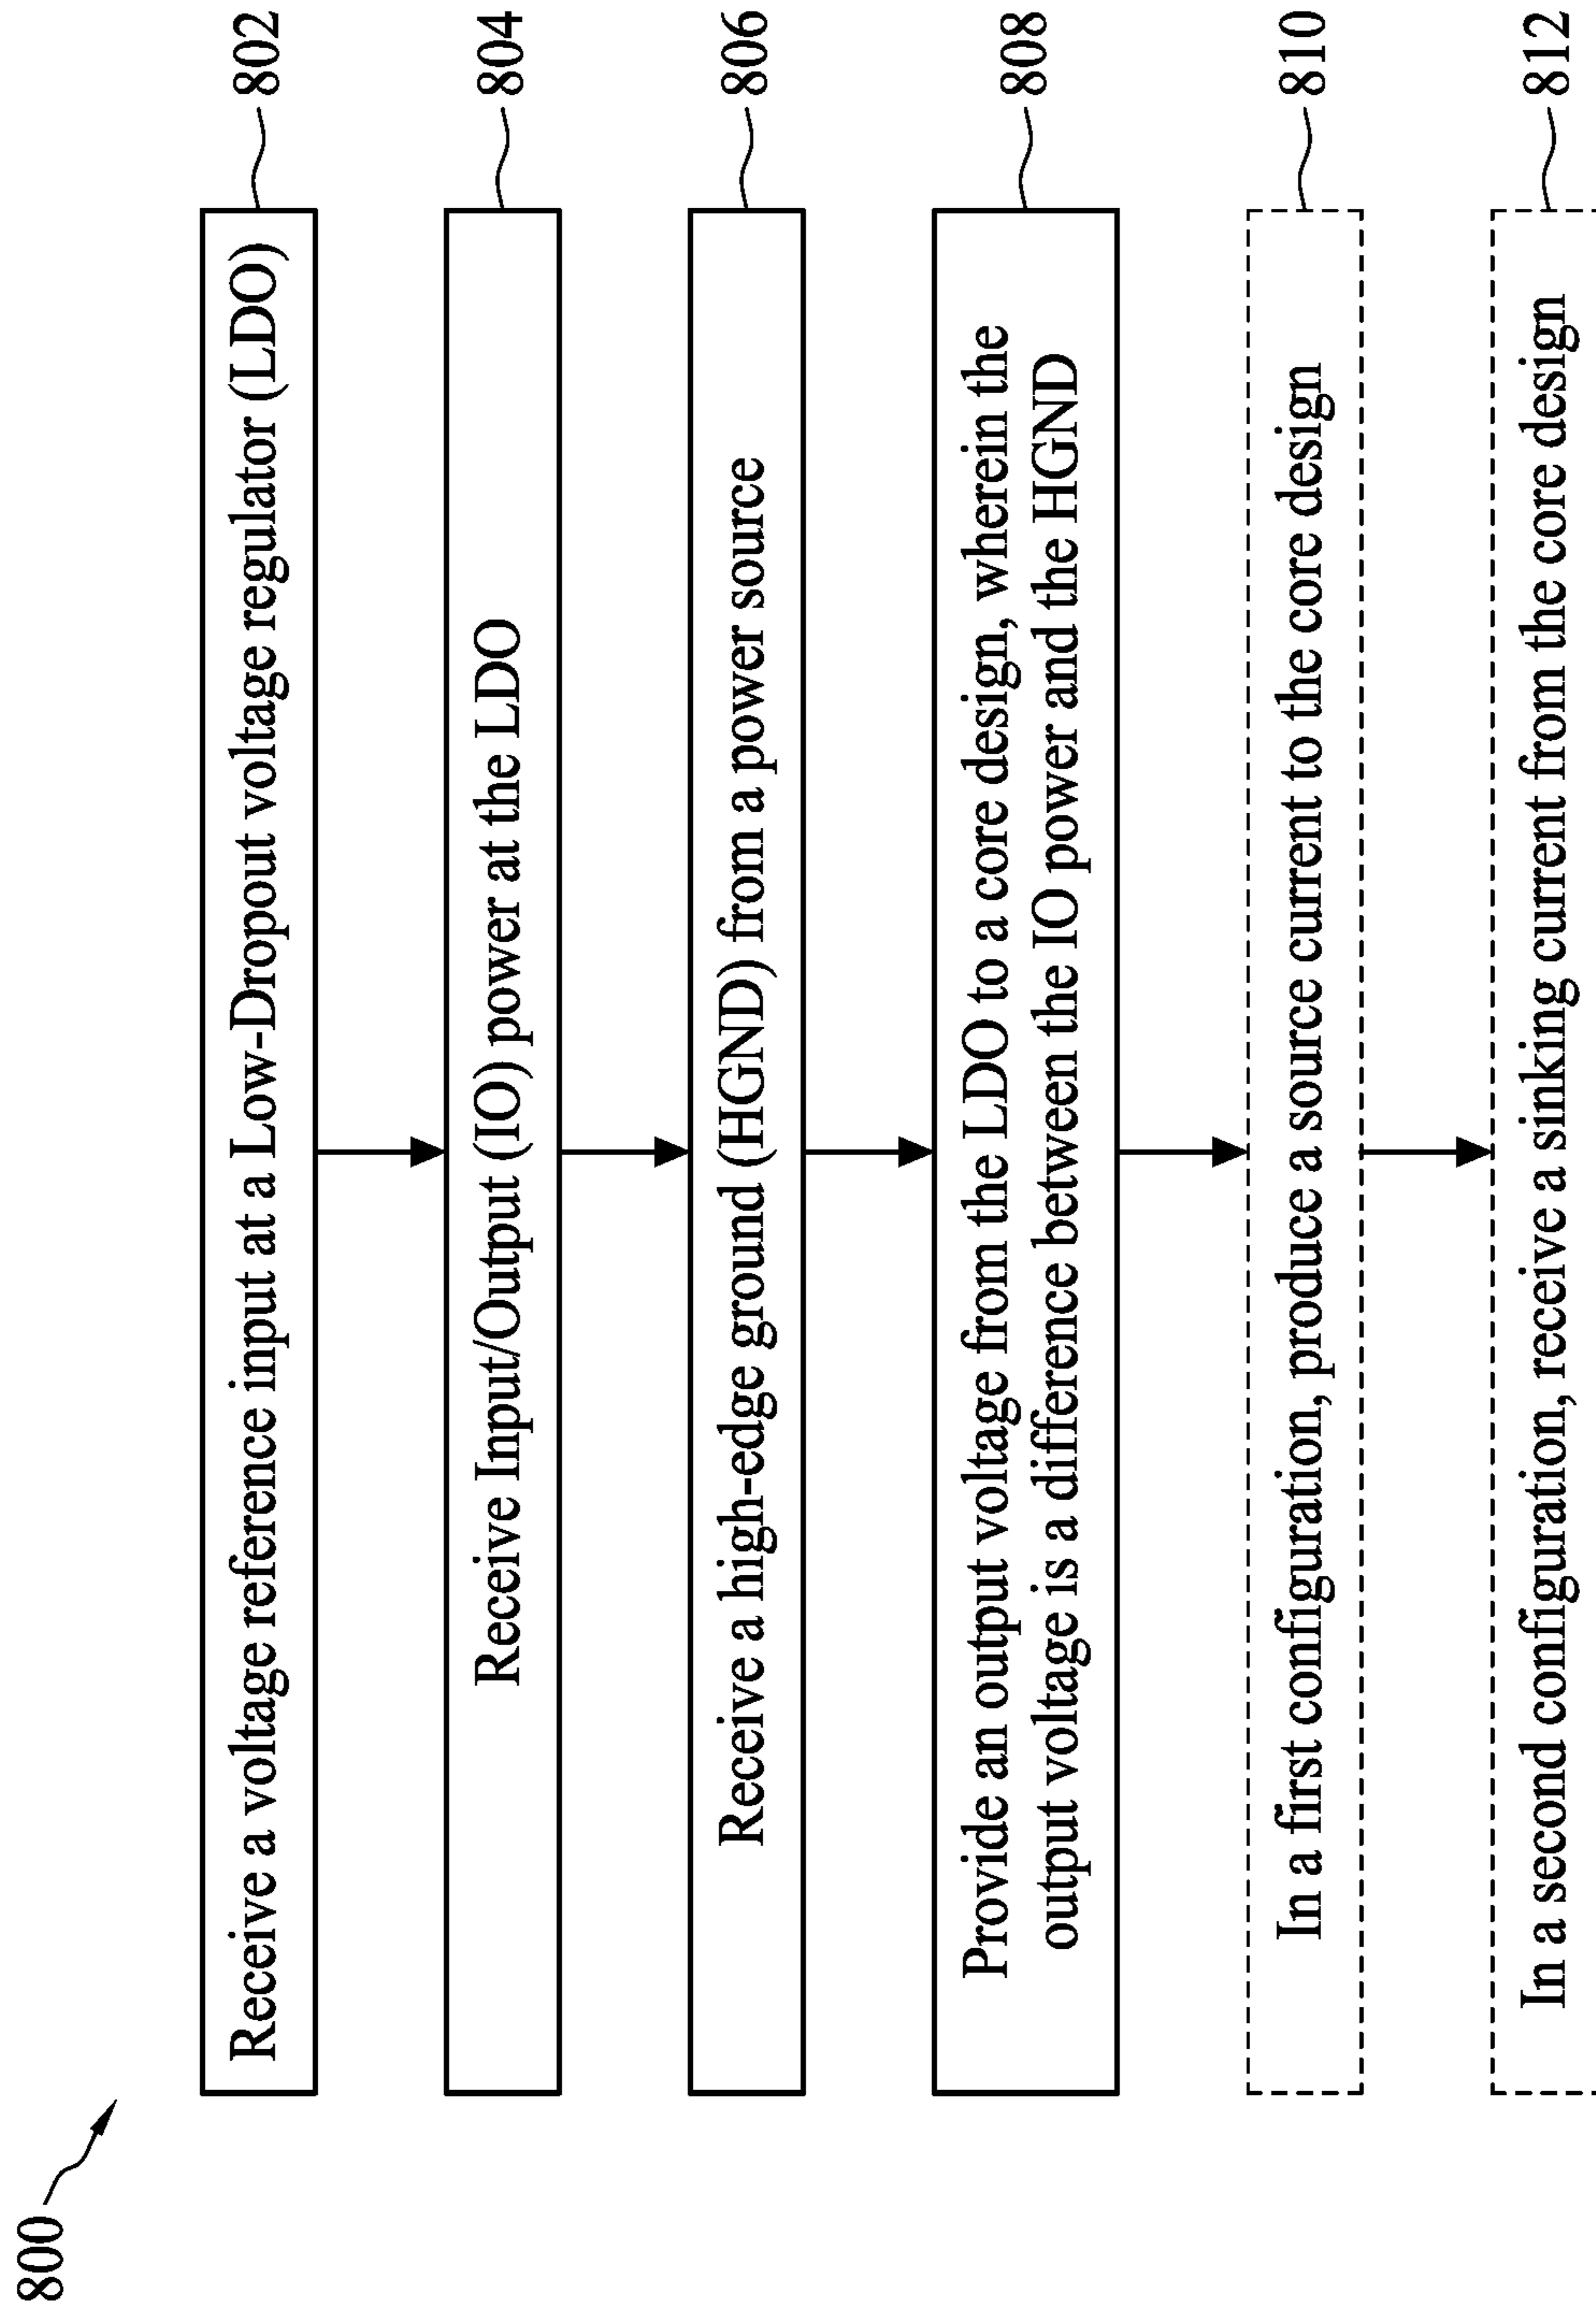 800
Receive a voltage reference input at a Low-Dropout voltage regulator (LDO)
802
Receive Input/Output (IO) power at the LDO
804
Receive a high-edge ground (HGND) from a power source
806
Provide an output voltage from the LDO to a core design, wherein the
output voltage is a difference between the IO power and the HGND
808
In a first configuration, produce a source current to the core design
810
In a second configuration, receive a sinking current from the core design
812